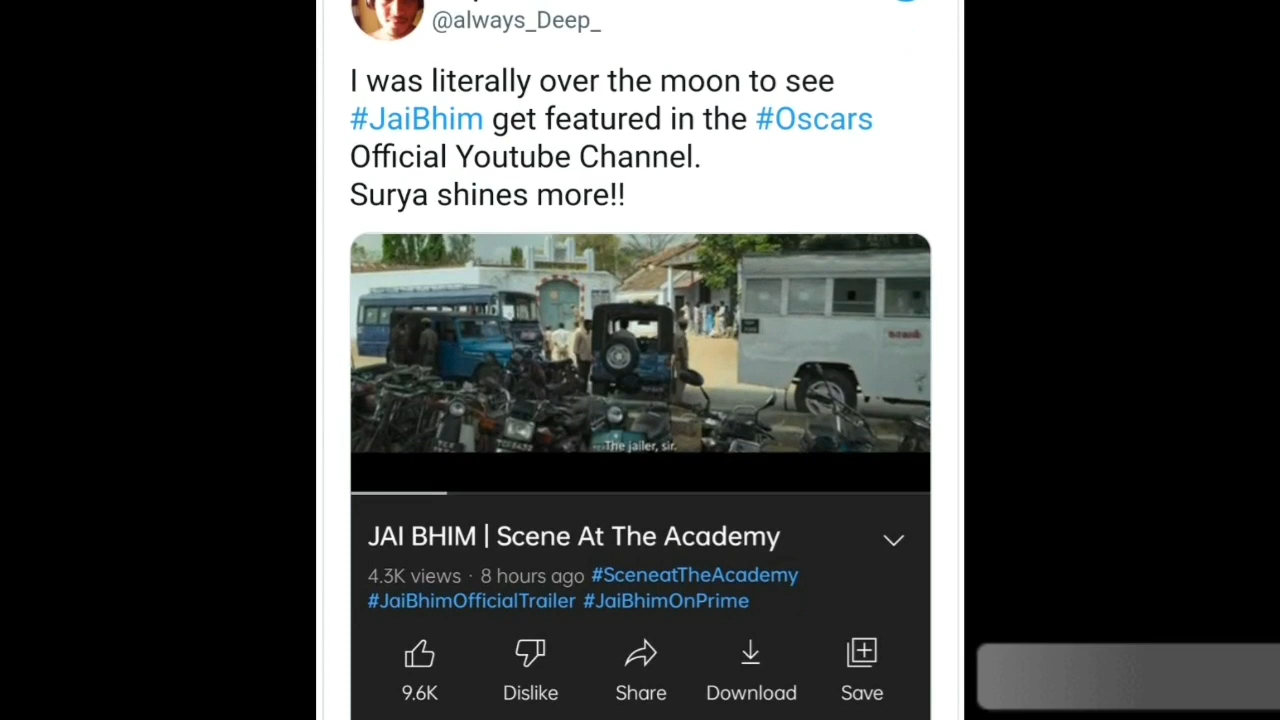 @always_Deep_
I was literally over the moon to see
#JaiBhim get featured in the #Oscars
Official Youtube Channel.
Surya shines more!!
The jailer, sir.
JAI BHIM | Scene At The Academy
4.3K views · 8 hours ago #SceneatTheAcademy
#JaiBhimOfficialTrailer #JaiBhimOnPrime
9.6K Dislike Share Download Save